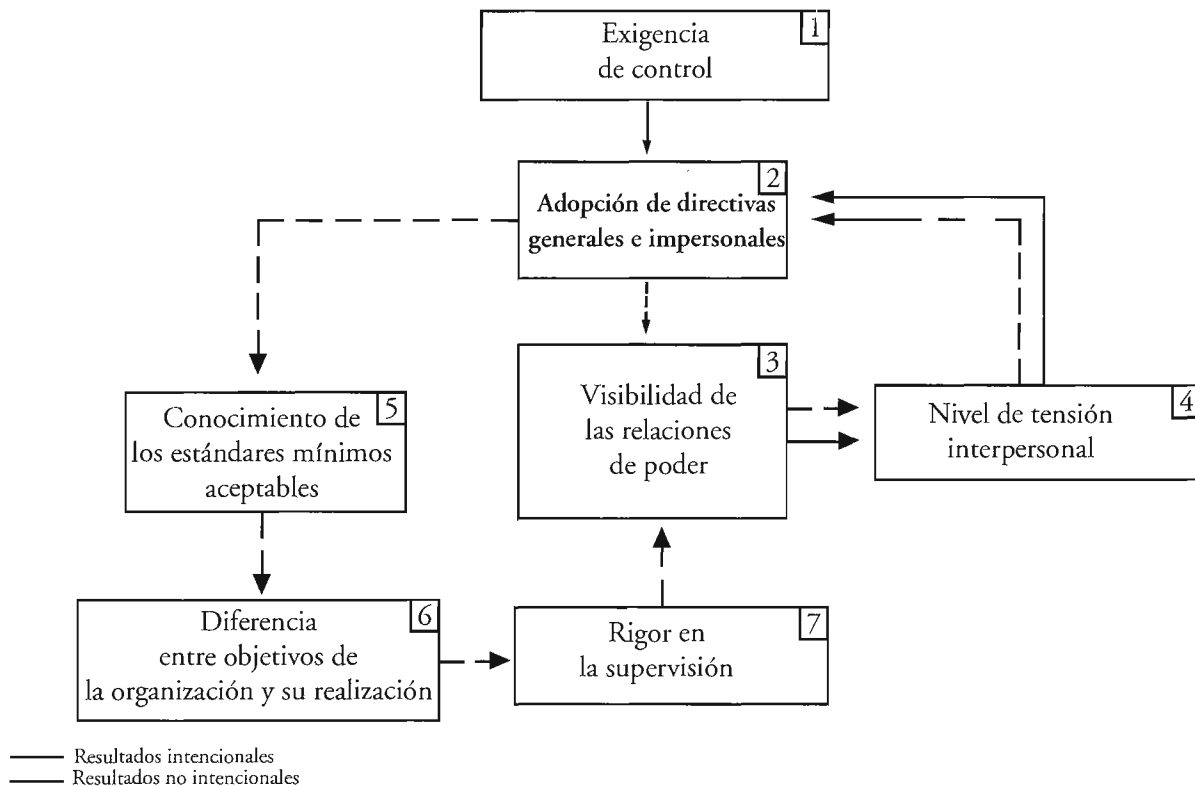 1
Exigencia
de control
2
Adopción de directivas
generales e impersonales
3
Visibilidad de
las relaciones
de poder
4
Nivel de tensión
interpersonal
5
Conocimiento de
los estándares mínimos
aceptables
6
Diferencia
entre objetivos de
la organización y su realización
7
Rigor en
la supervisión
Resultados intencionales
Resultados no intencionales